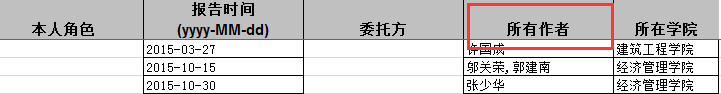 本人角色 报告时间 (yyyy-MM-dd) 委托方 所有作者 所在学院
2015-03-27 许国成 建筑工程学院
2015-10-15 邬关荣,郭建南 经济管理学院
2015-10-30 张少华 经济管理学院